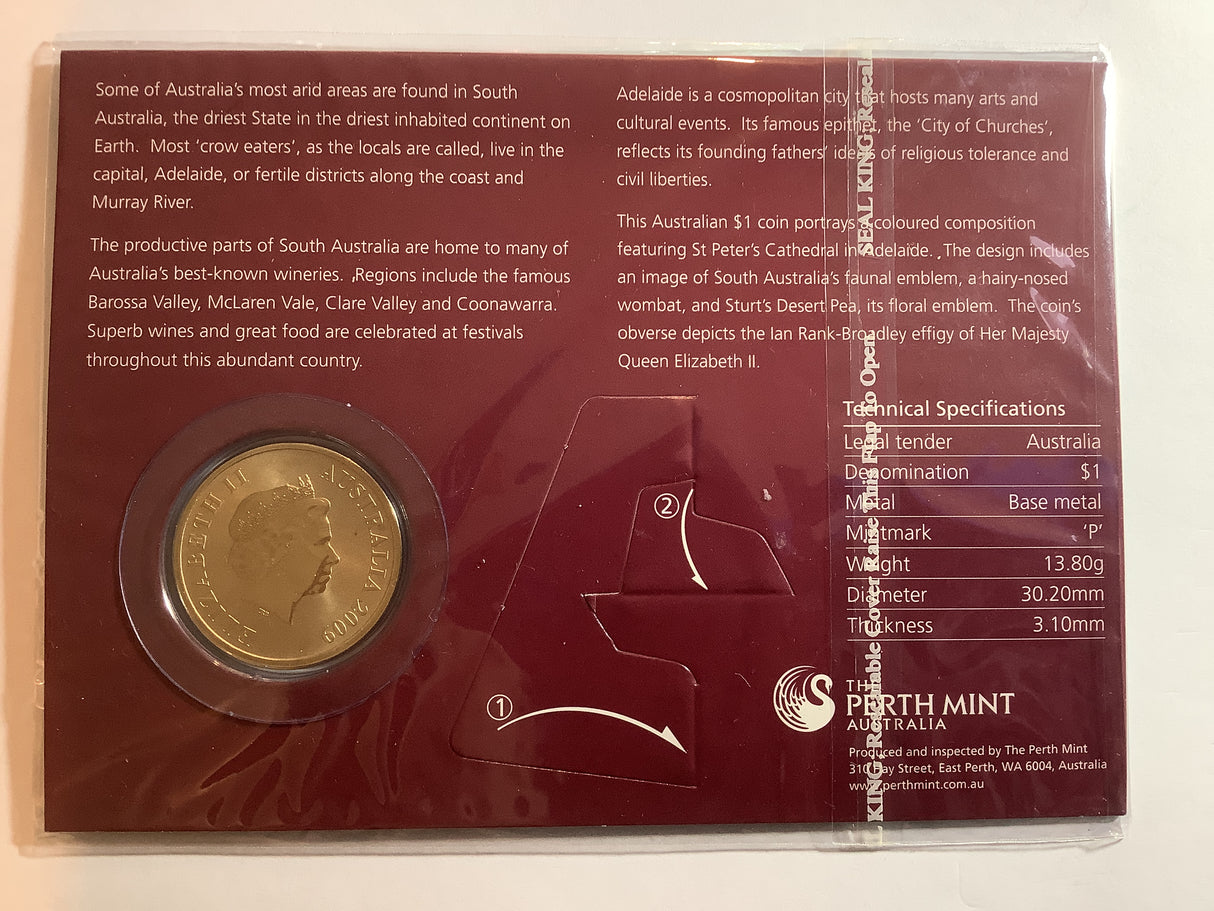 Some of Australia's most arid areas are found in South
Australia, the driest State in the driest inhabited continent on
Earth. Most 'crow eaters', as the locals are called, live in the
capital, Adelaide, or fertile districts along the coast and
Murray River.
The productive parts of South Australia are home to many of
Australia's best-known wineries. Regions include the famous
Barossa Valley, McLaren Vale, Clare Valley and Coonawarra.
Superb wines and great food are celebrated at festivals
throughout this abundant country.
Adelaide is a cosmopolitan city that hosts many arts and
cultural events. Its famous epithet, the 'City of Churches',
reflects its founding fathers' ideas of religious tolerance and
civil liberties.
This Australian $1 coin portrays a coloured composition
featuring St Peter's Cathedral in Adelaide. The design includes
an image of South Australia's faunal emblem, a hairy-nosed
wombat, and Sturt's Desert Pea, its floral emblem. The coin's
obverse depicts the Ian Rank-Broadley effigy of Her Majesty
Queen Elizabeth II.
ELIZABETH II AUSTRALIA 2009
①
②
Technical Specifications
Legal tender Australia
Denomination $1
Metal Base metal
Mintmark 'P'
Weight 13.80g
Diameter 30.20mm
Thickness 3.10mm
THE
PERTH MINT
AUSTRALIA
Produced and inspected by The Perth Mint
310 Hay Street, East Perth, WA 6004, Australia
www.perthmint.com.au
L KING, Resealable Cover Raise This Flap To Open
SEAL KING, Reseal